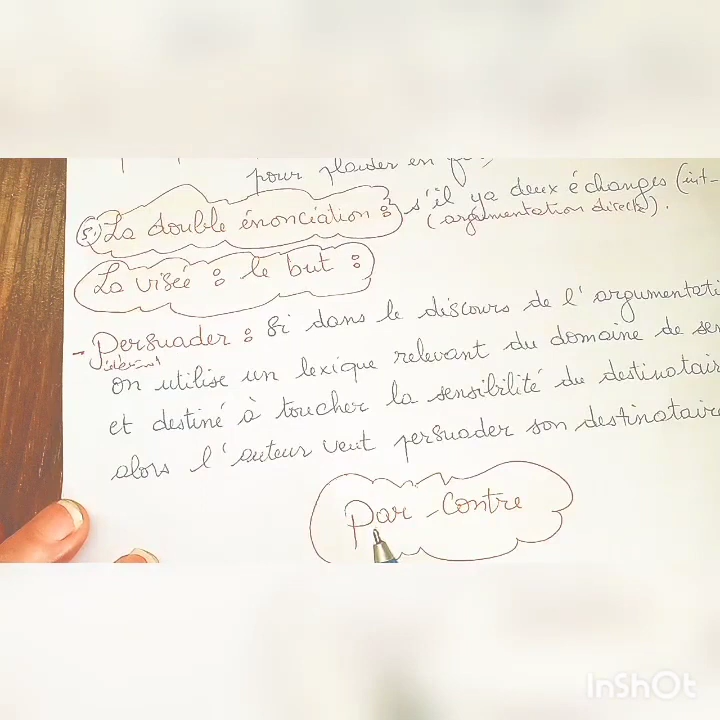 pour plaider en
5) La double énonciation : s'il ya deux échanges (int-
(argumentation directe).
La visée : le but :
- Persuader : Si dans le discours de l'argumentati
on utilise un lexique relevant du domaine de sen
et destiné à toucher la sensibilité du destinatair
alors l'auteur veut persuader son destinataire
Par-contre
InShOt